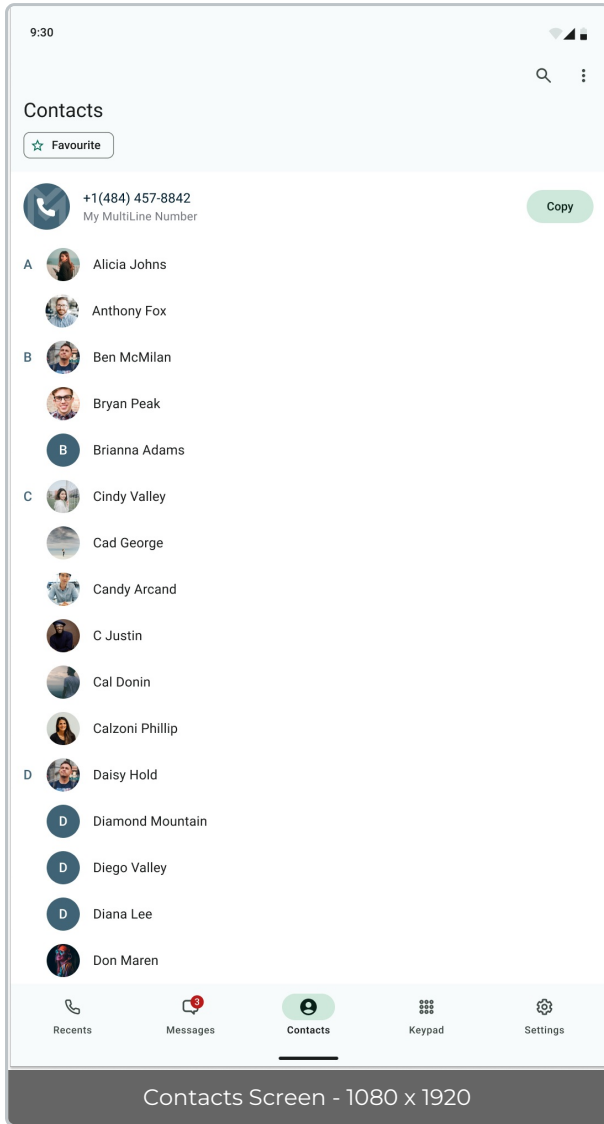 9:30
Contacts
Favourite
+1(484) 457-8842
My MultiLine Number
Copy
A
Alicia Johns
Anthony Fox
B
Ben McMilan
Bryan Peak
B
Brianna Adams
C
Cindy Valley
Cad George
Candy Arcand
C Justin
Cal Donin
Calzoni Phillip
D
Daisy Hold
D
Diamond Mountain
D
Diego Valley
D
Diana Lee
Don Maren
3
Recents
Messages
Contacts
Keypad
Settings
Contacts Screen - 1080 x 1920